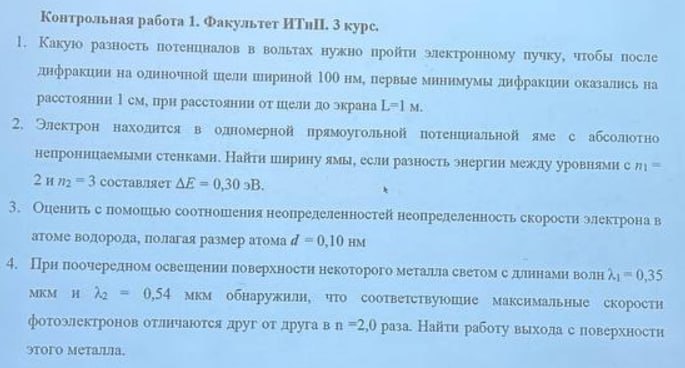 Контрольная работа 1. Факультет ИТиП. 3 курс.
1. Какую разность потенциалов в вольтах нужно пройти электронному пучку, чтобы после
дифракции на одиночной щели шириной 100 нм, первые минимумы дифракции оказались на
расстоянии 1 см, при расстоянии от щели до экрана L=1 м.
2. Электрон находится в одномерной прямоугольной потенциальной яме с абсолютно
непроницаемыми стенками. Найти ширину ямы, если разность энергии между уровнями с n₁ =
2 и n₂ = 3 составляет ΔE = 0,30 эВ.
3. Оценить с помощью соотношения неопределенностей неопределенность скорости электрона в
атоме водорода, полагая размер атома d = 0,10 нм
4. При поочередном освещении поверхности некоторого металла светом с длинами волн λ₁ = 0,35
мкм и λ₂ = 0,54 мкм обнаружили, что соответствующие максимальные скорости
фотоэлектронов отличаются друг от друга в n =2,0 раза. Найти работу выхода с поверхности
этого металла.